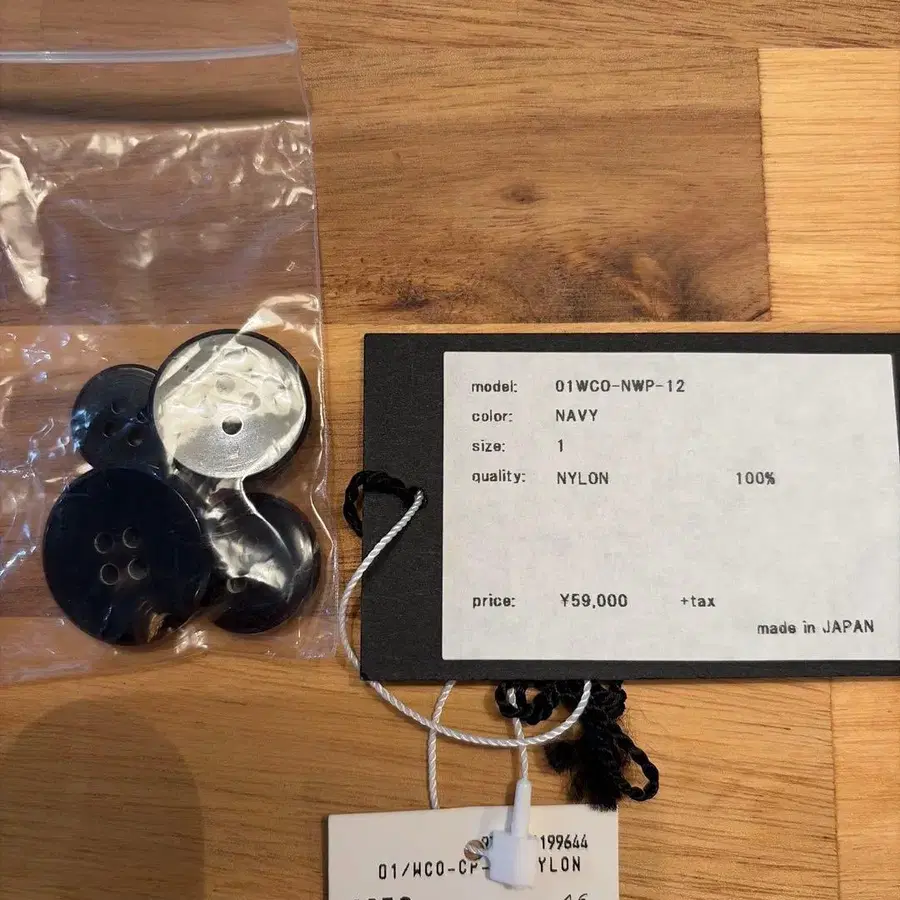 model: 01WCO-NWP-12
color: NAVY
size: 1
quality: NYLON 100%
price: ¥59,000 +tax
made in JAPAN
199644
01/WCO-CP- YLON